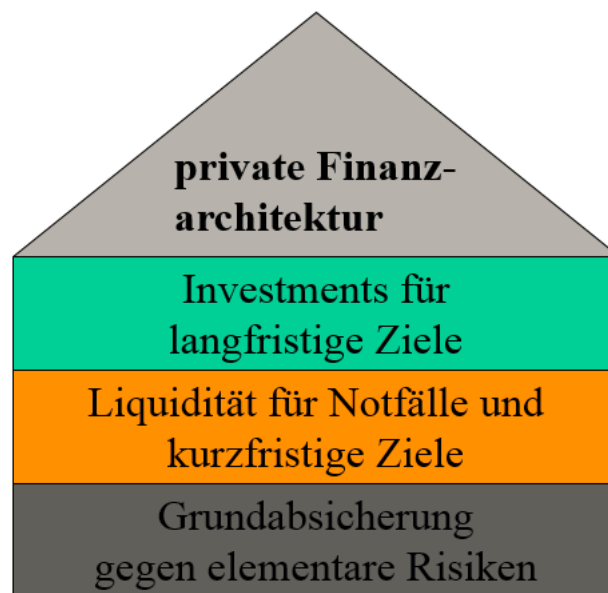 private Finanz-
architektur
Investments für
langfristige Ziele
Liquidität für Notfälle und
kurzfristige Ziele
Grundabsicherung
gegen elementare Risiken